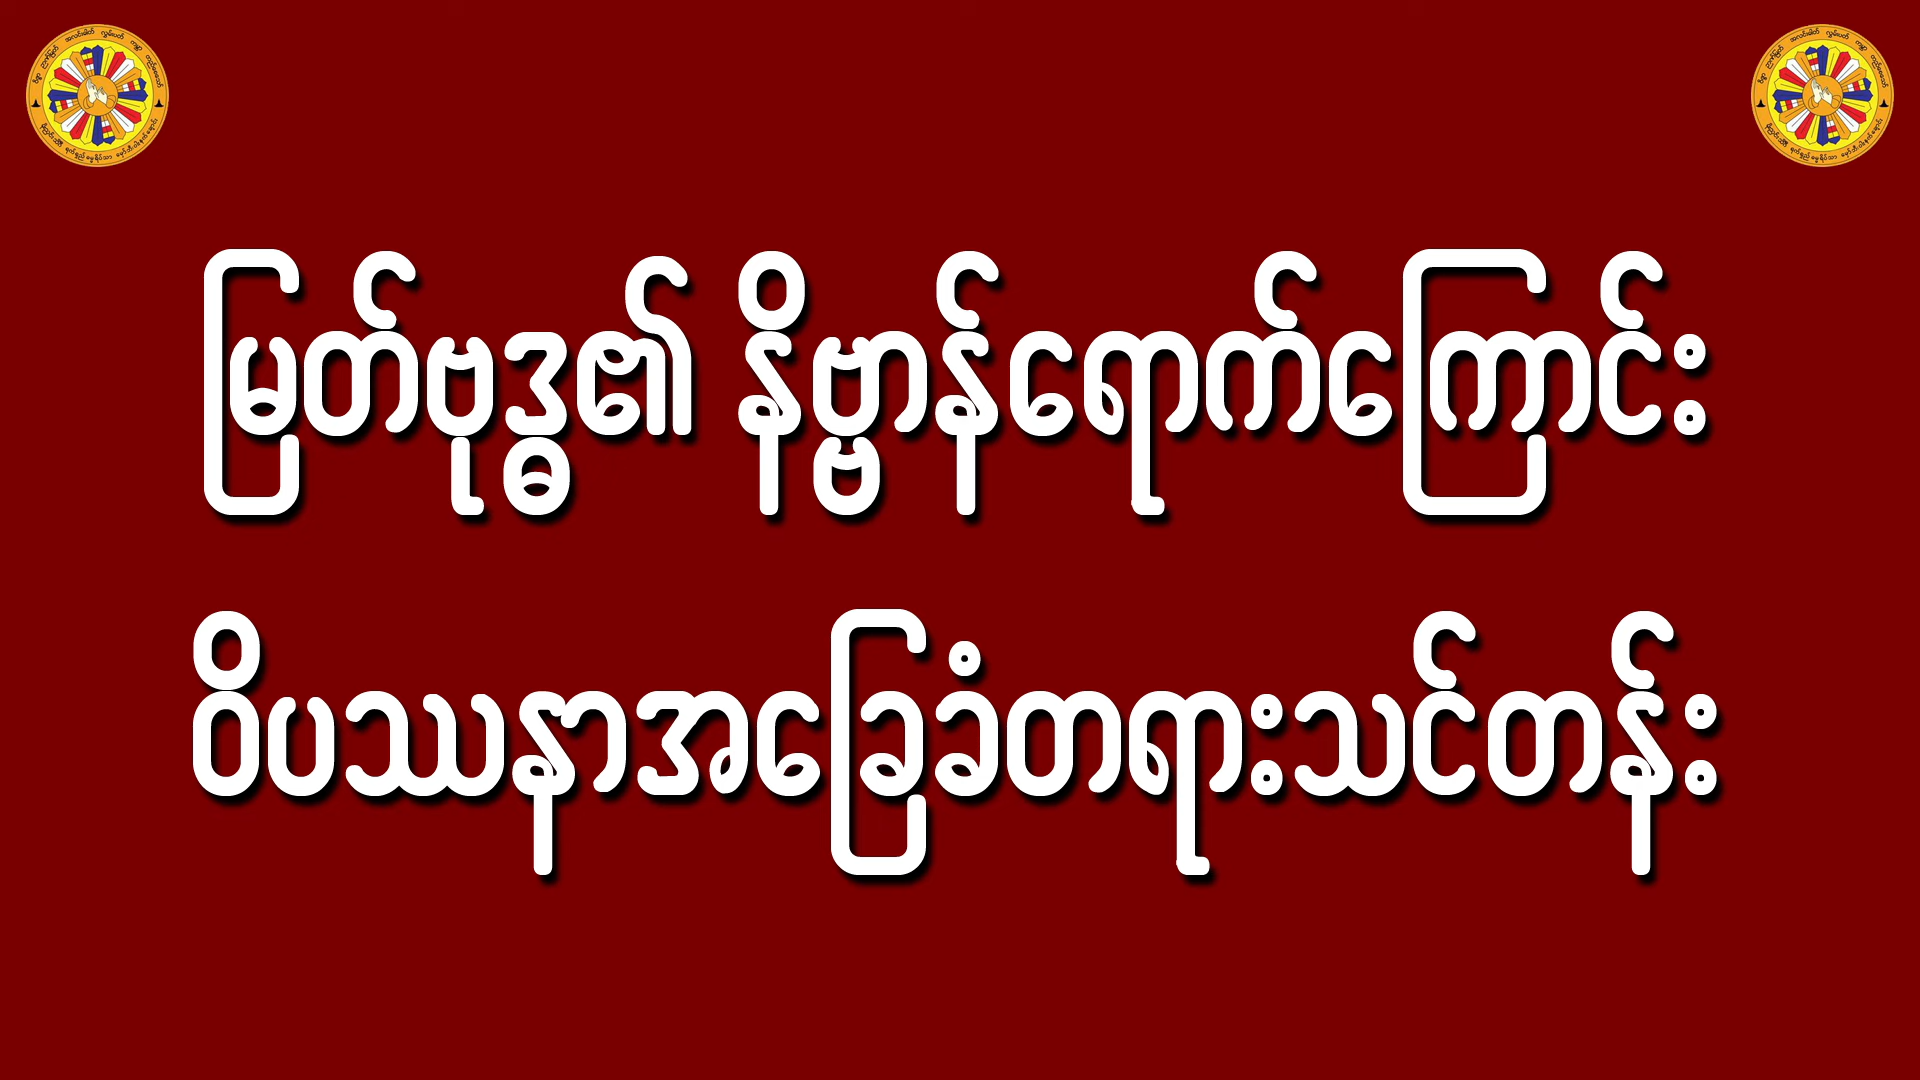 မြတ်ဗုဒ္ဓ၏ နိဗ္ဗာန်ရောက်ကြောင်း
ဝိပဿနာအခြေခံတရားသင်တန်း